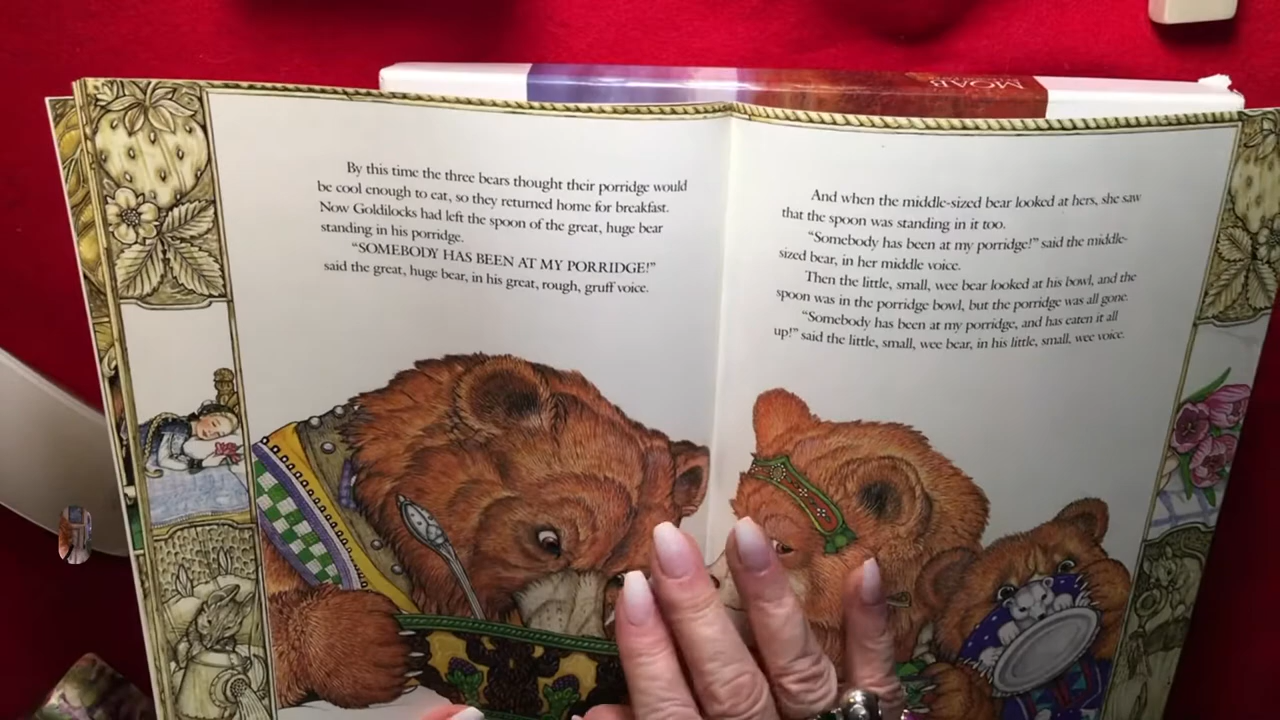 MOAB
By this time the three bears thought their porridge would
be cool enough to eat, so they returned home for breakfast.
Now Goldilocks had left the spoon of the great, huge bear
standing in his porridge.
“SOMEBODY HAS BEEN AT MY PORRIDGE!”
said the great, huge bear, in his great, rough, gruff voice.
And when the middle-sized bear looked at hers, she saw
that the spoon was standing in it too.
“Somebody has been at my porridge!” said the middle-
sized bear, in her middle voice.
Then the little, small, wee bear looked at his bowl, and the
spoon was in the porridge bowl, but the porridge was all gone.
“Somebody has been at my porridge, and has eaten it all
up!” said the little, small, wee bear, in his little, small, wee voice.